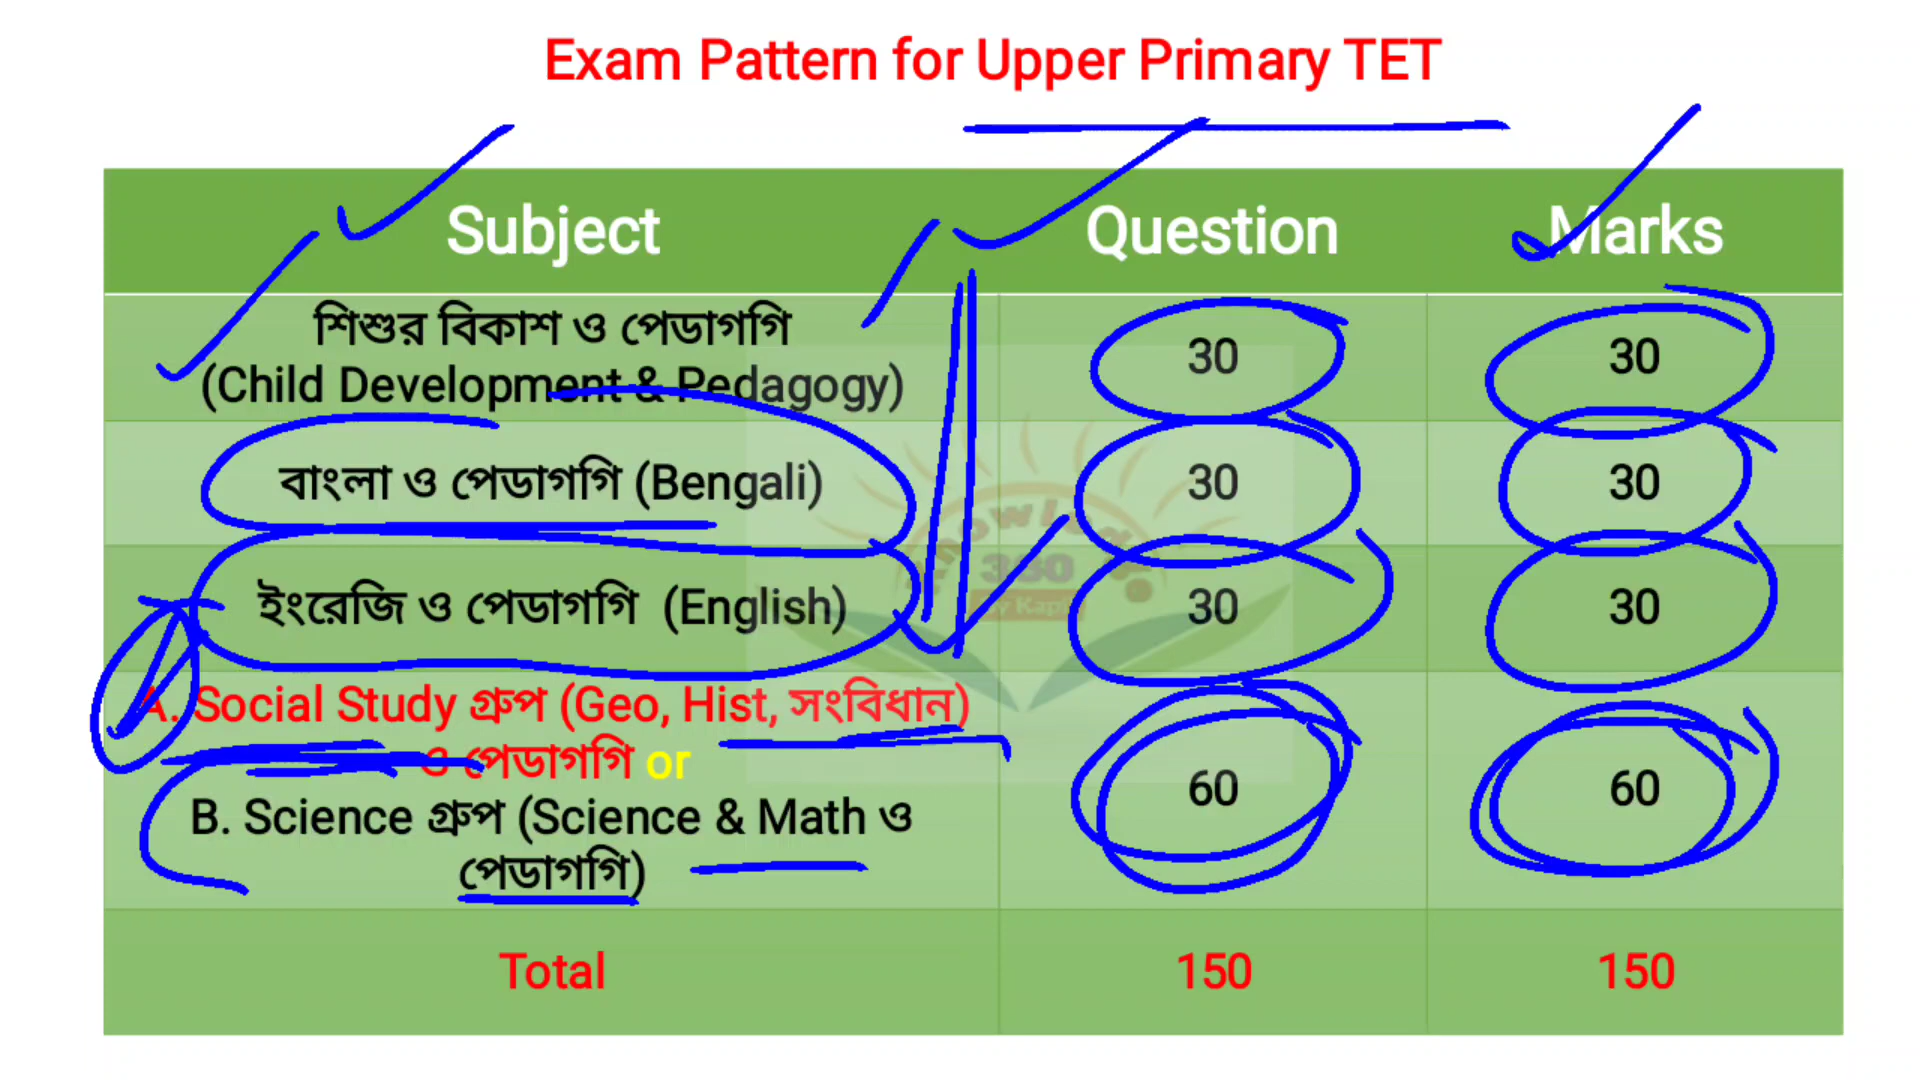 Exam Pattern for Upper Primary TET
Subject Question Marks
শিশুর বিকাশ ও পেডাগগি
(Child Development & Pedagogy) 30 30
বাংলা ও পেডাগগি (Bengali) 30 30
ইংরেজি ও পেডাগগি (English) 30 30
A. Social Study গ্রুপ (Geo, Hist, সংবিধান)
ও পেডাগগি or
B. Science গ্রুপ (Science & Math ও
পেডাগগি) 60 60
Total 150 150
360